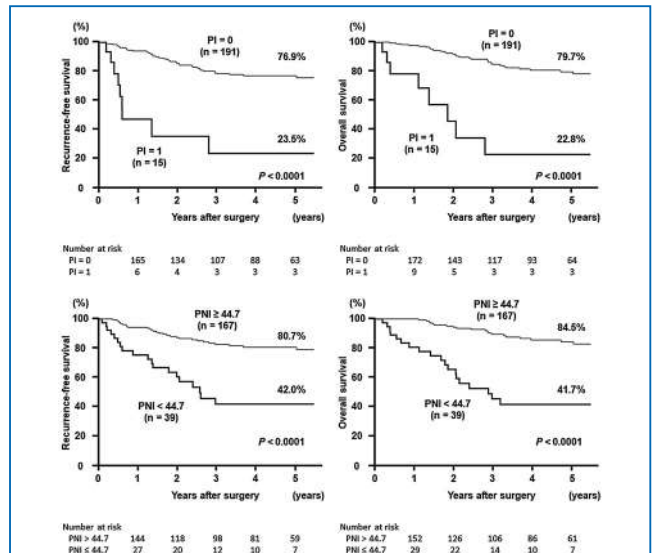 (%)
100
80
60
40
20
0
Recurrence-free survival
PI = 0
(n = 191)
76.9%
PI = 1
(n = 15)
23.5%
P < 0.0001
0 1 2 3 4 5
Years after surgery (years)
Number at risk
PI = 0 165 134 107 88 63
PI = 1 6 4 3 3 3
(%)
100
80
60
40
20
0
Overall survival
PI = 0
(n = 191)
79.7%
PI = 1
(n = 15)
22.8%
P < 0.0001
0 1 2 3 4 5
Years after surgery (years)
Number at risk
PI = 0 172 143 117 93 64
PI = 1 9 5 3 3 3
(%)
100
80
60
40
20
0
Recurrence-free survival
PNI ≥ 44.7
(n = 167)
80.7%
42.0%
PNI < 44.7
(n = 39)
P < 0.0001
0 1 2 3 4 5
Years after surgery (years)
Number at risk
PNI > 44.7 144 118 98 81 59
PNI ≤ 44.7 27 20 12 10 7
(%)
100
80
60
40
20
0
Overall survival
PNI ≥ 44.7
(n = 167)
84.5%
41.7%
PNI < 44.7
(n = 39)
P < 0.0001
0 1 2 3 4 5
Years after surgery (years)
Number at risk
PNI > 44.7 152 126 106 86 61
PNI ≤ 44.7 29 22 14 10